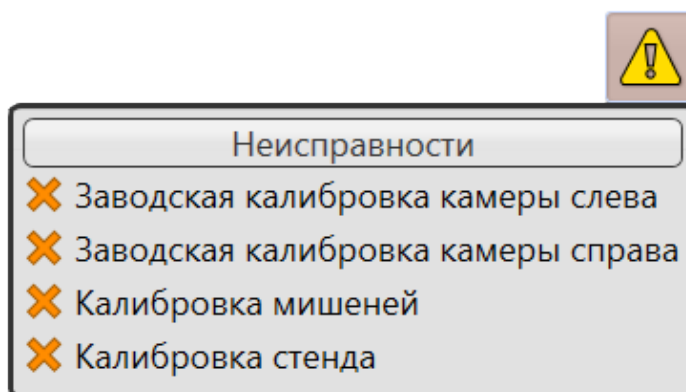 Неисправности
Заводская калибровка камеры слева
Заводская калибровка камеры справа
Калибровка мишеней
Калибровка стенда